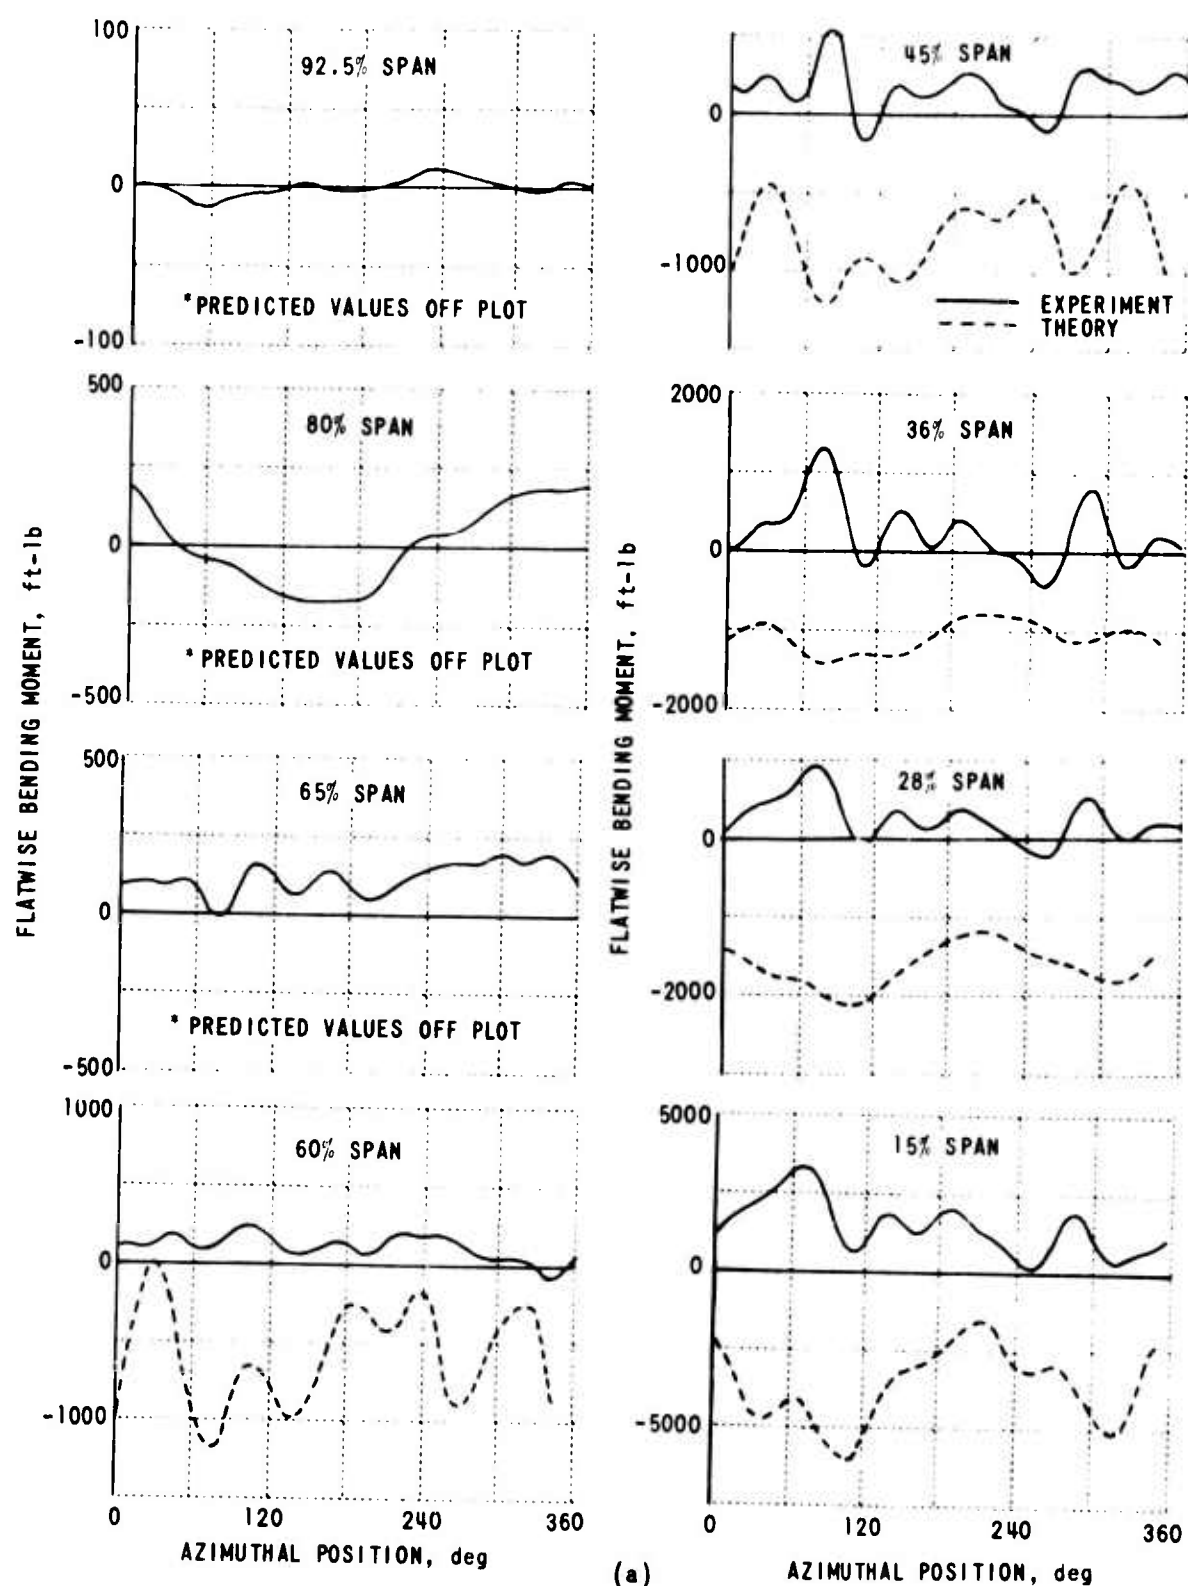 100
92.5% SPAN
0
*PREDICTED VALUES OFF PLOT
-100
500
80% SPAN
0
*PREDICTED VALUES OFF PLOT
-500
500
65% SPAN
0
*PREDICTED VALUES OFF PLOT
-500
1000
60% SPAN
0
-1000
0 120 240 360
AZIMUTHAL POSITION, deg
FLATWISE BENDING MOMENT, ft-lb
45% SPAN
0
-1000
EXPERIMENT
THEORY
2000
36% SPAN
0
-2000
28% SPAN
0
-2000
5000
15% SPAN
0
-5000
0 120 240 360
AZIMUTHAL POSITION, deg
FLATWISE BENDING MOMENT, ft-lb
(a)